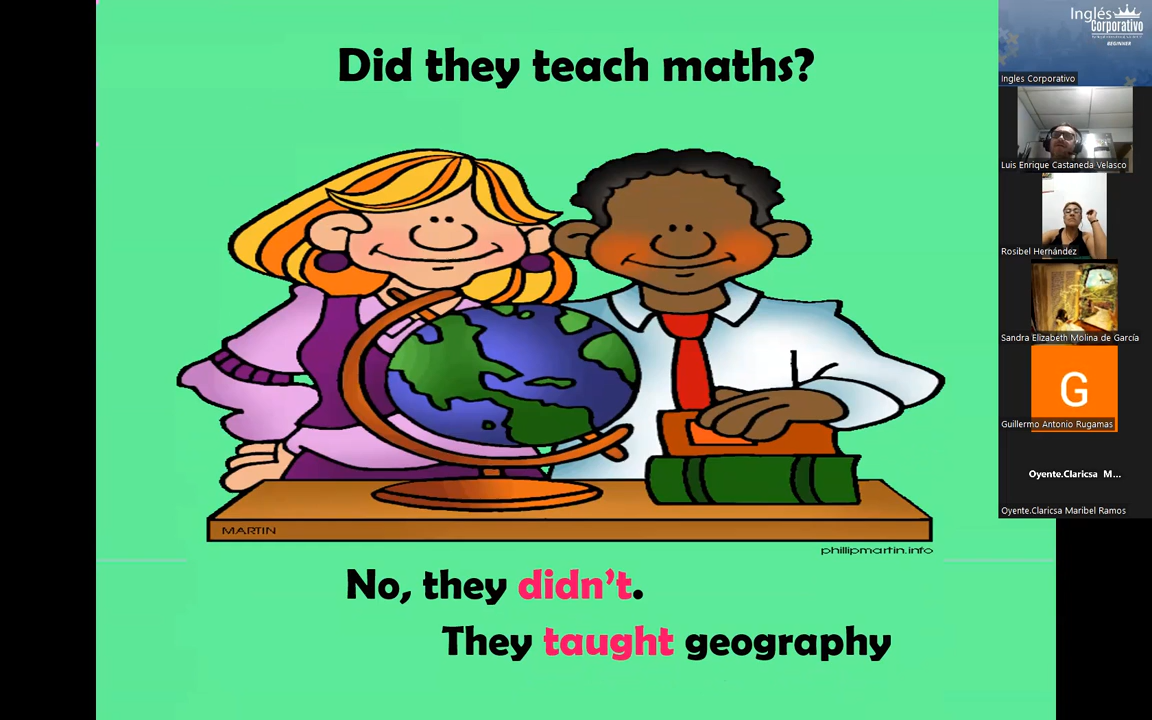 Did they teach maths?
MARTIN
phillipmartin.info
No, they didn't.
They taught geography
Inglés
Corporativo
BEGINNER
Ingles Corporativo
Luis Enrique Castaneda Velasco
Rosibel Hernández
Sandra Elizabeth Molina de García
G
Guillermo Antonio Rugamas
Oyente.Claricsa M...
Oyente.Claricsa Maribel Ramos